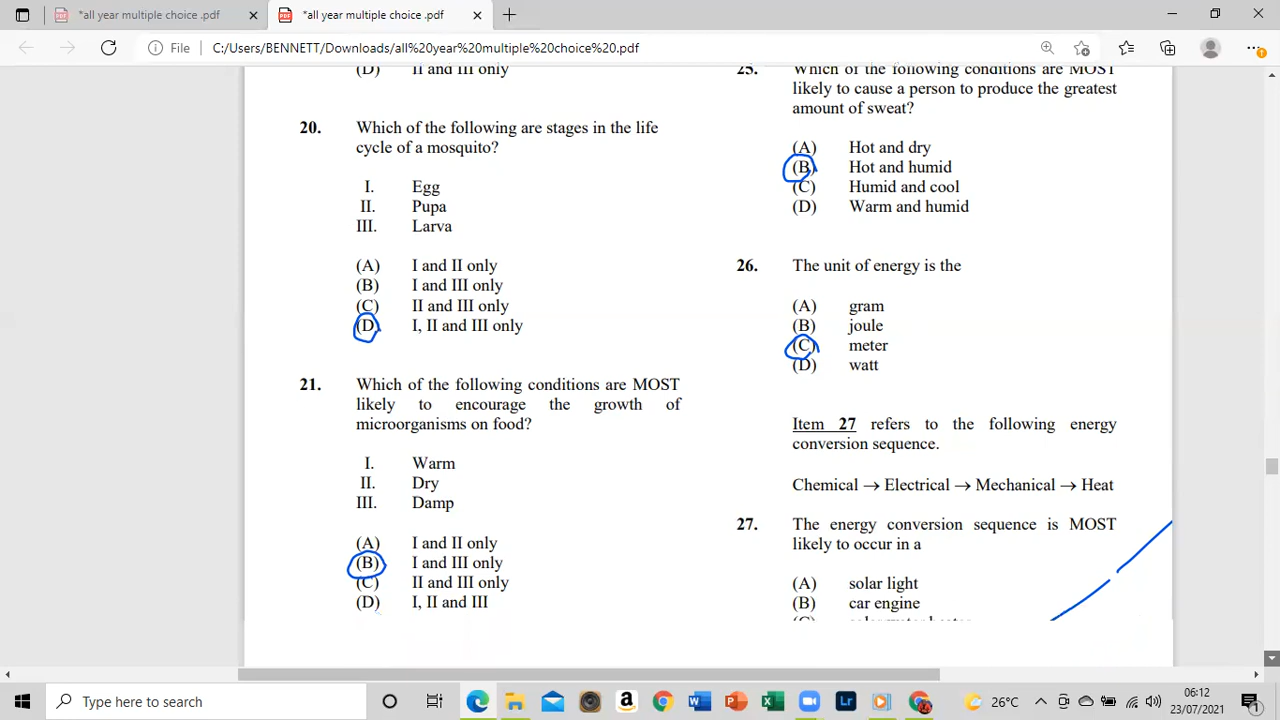 *all year multiple choice .pdf
*all year multiple choice .pdf
File
C:/Users/BENNETT/Downloads/all%20year%20multiple%20choice%20.pdf
(D) II and III only
20. Which of the following are stages in the life
cycle of a mosquito?
I. Egg
II. Pupa
III. Larva
(A) I and II only
(B) I and III only
(C) II and III only
(D) I, II and III only
21. Which of the following conditions are MOST
likely to encourage the growth of
microorganisms on food?
I. Warm
II. Dry
III. Damp
(A) I and II only
(B) I and III only
(C) II and III only
(D) I, II and III
25. Which of the following conditions are MOST
likely to cause a person to produce the greatest
amount of sweat?
(A) Hot and dry
(B) Hot and humid
(C) Humid and cool
(D) Warm and humid
26. The unit of energy is the
(A) gram
(B) joule
(C) meter
(D) watt
Item 27 refers to the following energy
conversion sequence.
Chemical → Electrical → Mechanical → Heat
27. The energy conversion sequence is MOST
likely to occur in a
(A) solar light
(B) car engine
Type here to search
26°C
06:12
23/07/2021